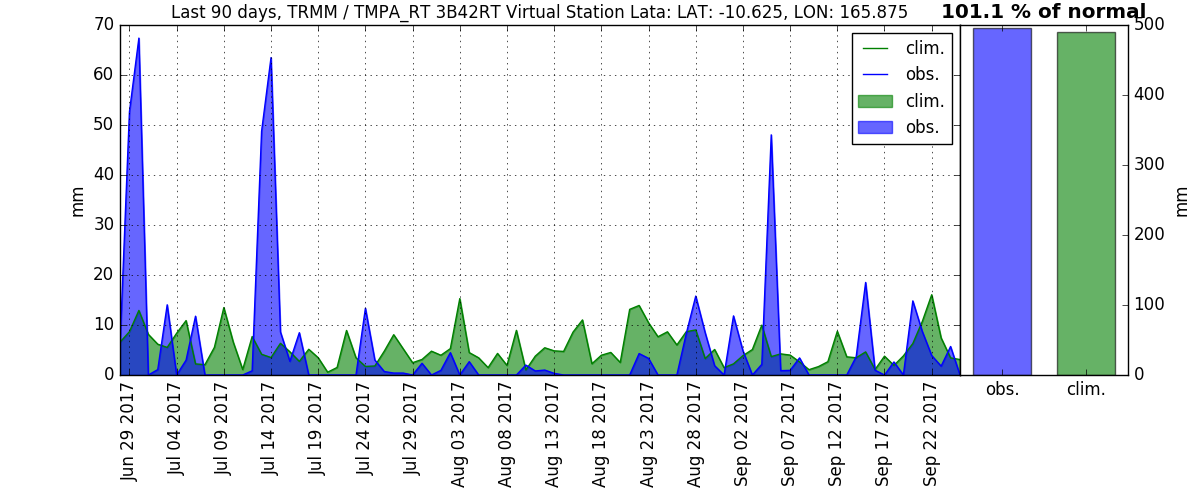 Last 90 days, TRMM / TMPA_RT 3B42RT Virtual Station Lata: LAT: -10.625, LON: 165.875
101.1 % of normal
70
60
50
40
30
20
10
0
mm
clim.
obs.
clim.
obs.
Jun 29 2017
Jul 04 2017
Jul 09 2017
Jul 14 2017
Jul 19 2017
Jul 24 2017
Jul 29 2017
Aug 03 2017
Aug 08 2017
Aug 13 2017
Aug 18 2017
Aug 23 2017
Aug 28 2017
Sep 02 2017
Sep 07 2017
Sep 12 2017
Sep 17 2017
Sep 22 2017
500
400
300
200
100
0
mm
obs.
clim.